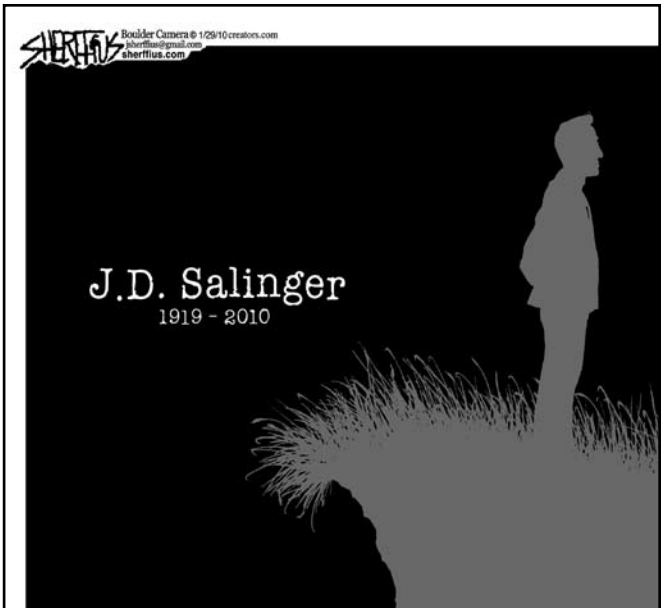 SHERFFIUS
Boulder Camera © 1/29/10 creators.com
jsherffius@gmail.com
sherffius.com
J.D. Salinger
1919 - 2010